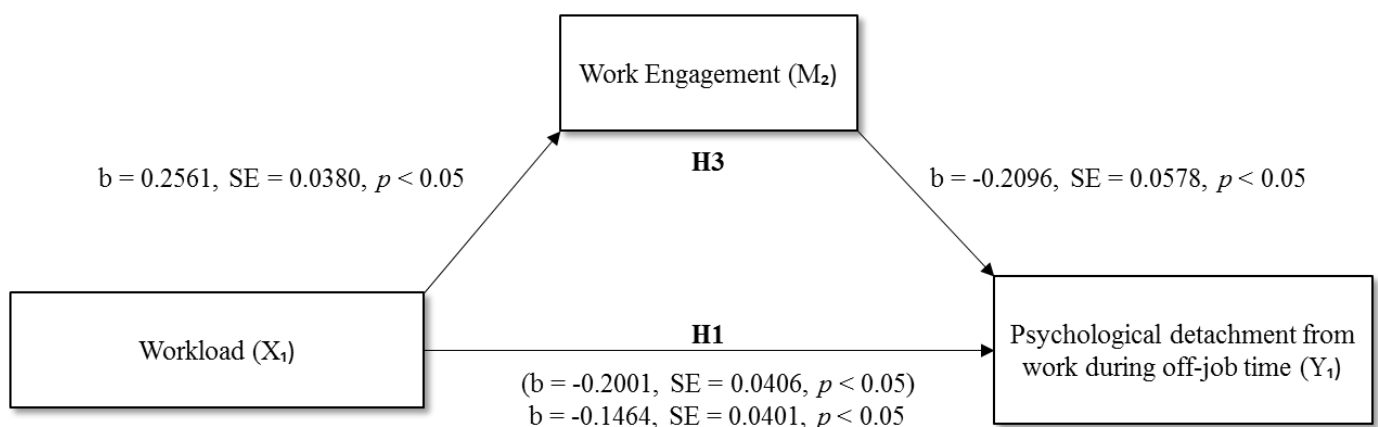 Work Engagement (M₂)
b = 0.2561, SE = 0.0380, p < 0.05
H3
b = -0.2096, SE = 0.0578, p < 0.05
Workload (X₁)
H1
(b = -0.2001, SE = 0.0406, p < 0.05)
b = -0.1464, SE = 0.0401, p < 0.05
Psychological detachment from
work during off-job time (Y₁)